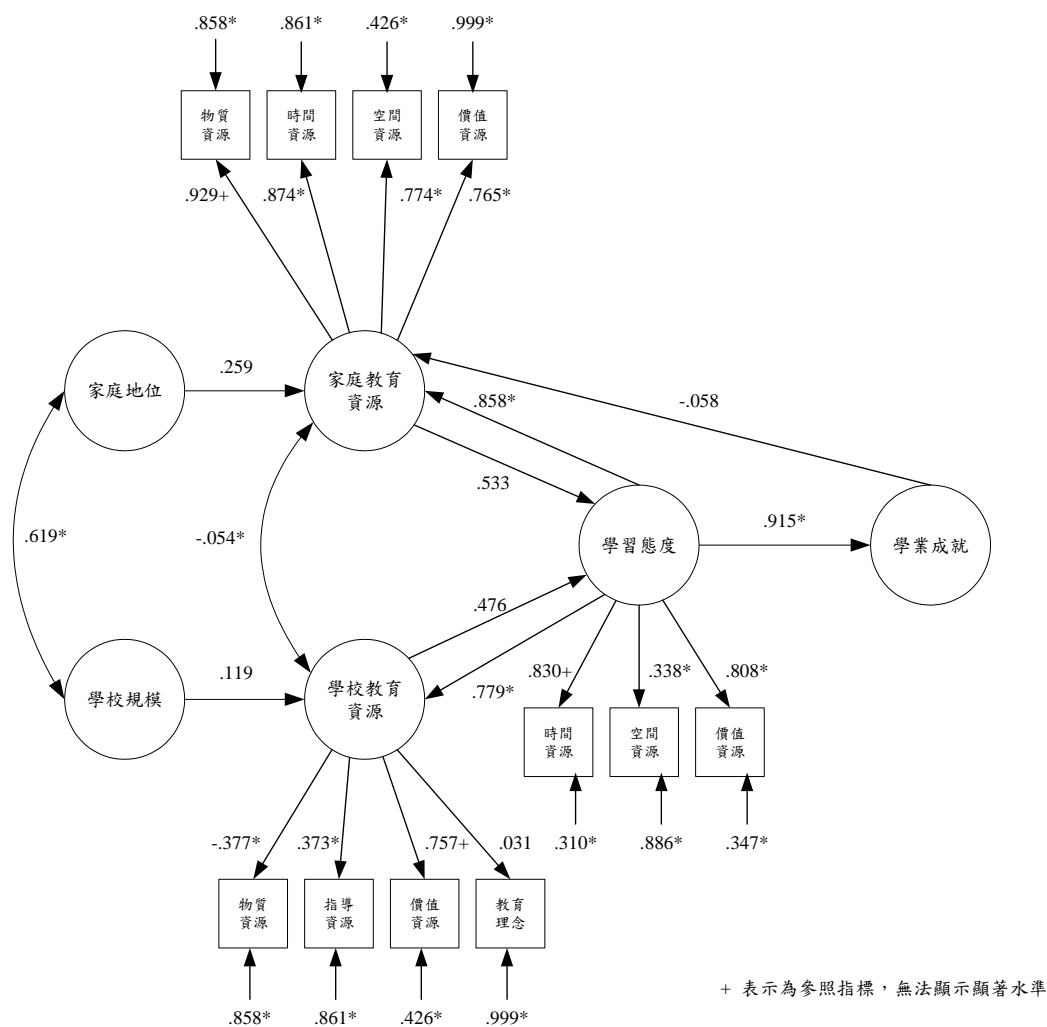 .858*
.861*
.426*
.999*
物質
資源
時間
資源
空間
資源
價值
資源
.929+
.874*
.774*
.765*
家庭地位
.259
家庭教育
資源
.858*
-.058
.533
.619*
-.054*
學習態度
.915*
學業成就
.476
學校規模
.119
學校教育
資源
.779*
.830+
.338*
.808*
時間
資源
空間
資源
價值
資源
.310*
.886*
.347*
-.377*
.373*
.757+
.031
物質
資源
指導
資源
價值
資源
教育
理念
.858*
.861*
.426*
.999*
+ 表示為參照指標，無法顯示顯著水準